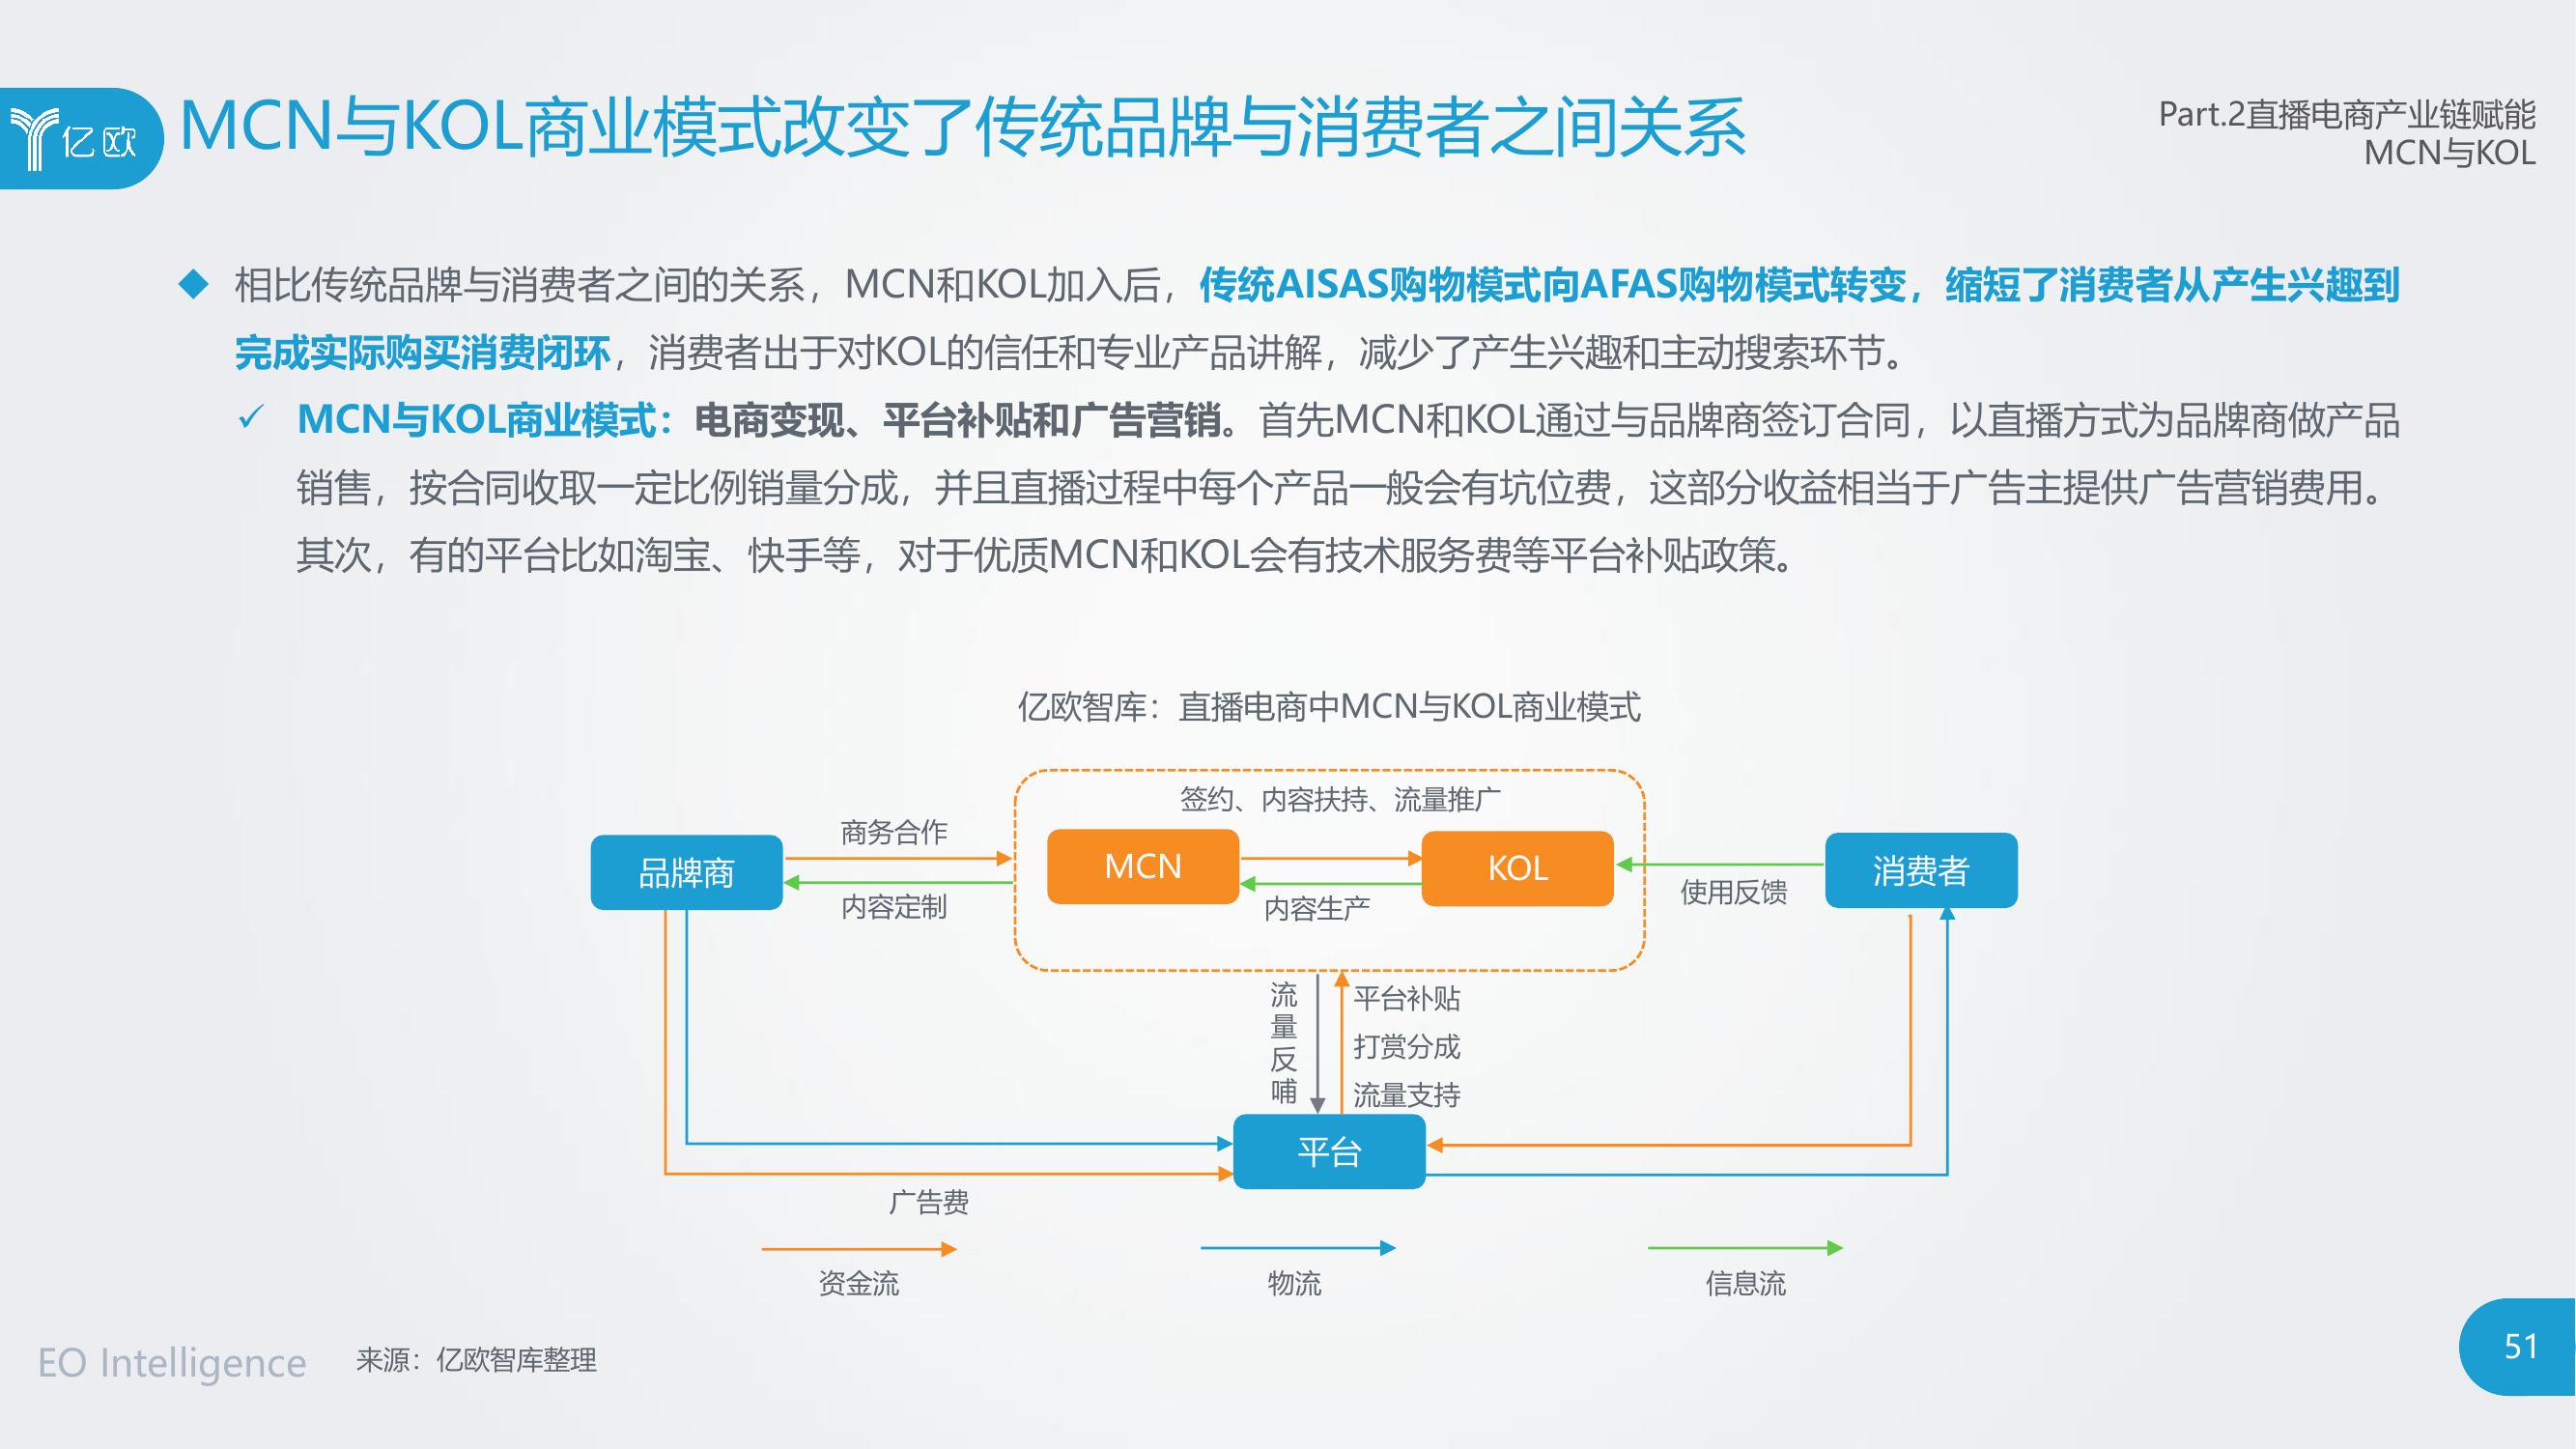 亿欧
MCN与KOL商业模式改变了传统品牌与消费者之间关系
Part.2直播电商产业链赋能
MCN与KOL
相比传统品牌与消费者之间的关系，MCN和KOL加入后，传统AISAS购物模式向AFAS购物模式转变，缩短了消费者从产生兴趣到
完成实际购买消费闭环，消费者出于对KOL的信任和专业产品讲解，减少了产生兴趣和主动搜索环节。
MCN与KOL商业模式：电商变现、平台补贴和广告营销。首先MCN和KOL通过与品牌商签订合同，以直播方式为品牌商做产品
销售，按合同收取一定比例销量分成，并且直播过程中每个产品一般会有坑位费，这部分收益相当于广告主提供广告营销费用。
其次，有的平台比如淘宝、快手等，对于优质MCN和KOL会有技术服务费等平台补贴政策。
亿欧智库：直播电商中MCN与KOL商业模式
签约、内容扶持、流量推广
商务合作
品牌商
MCN
KOL
消费者
内容定制
内容生产
使用反馈
流量反哺
平台补贴
打赏分成
流量支持
平台
广告费
资金流
物流
信息流
EO Intelligence
来源：亿欧智库整理
51